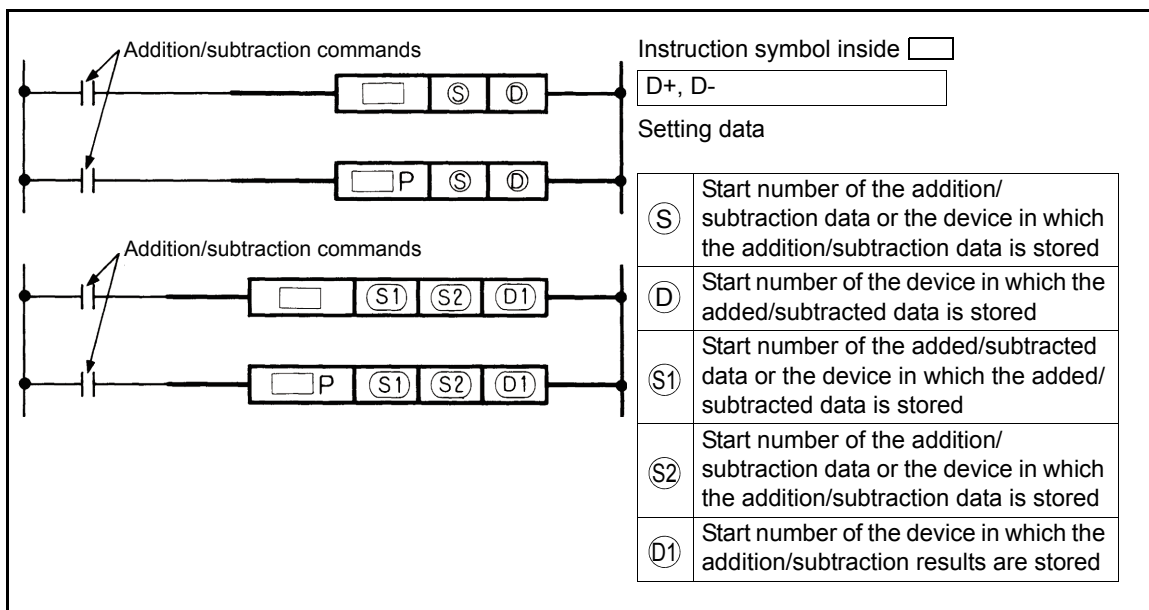 Addition/subtraction commands
Ⓢ Ⓓ
P Ⓢ Ⓓ
Addition/subtraction commands
S1 S2 D1
P S1 S2 D1
Instruction symbol inside
D+, D-
Setting data
Ⓢ
Start number of the addition/
subtraction data or the device in which
the addition/subtraction data is stored
Ⓓ
Start number of the device in which the
added/subtracted data is stored
S1
Start number of the added/subtracted
data or the device in which the added/
subtracted data is stored
S2
Start number of the addition/
subtraction data or the device in which
the addition/subtraction data is stored
D1
Start number of the device in which the
addition/subtraction results are stored